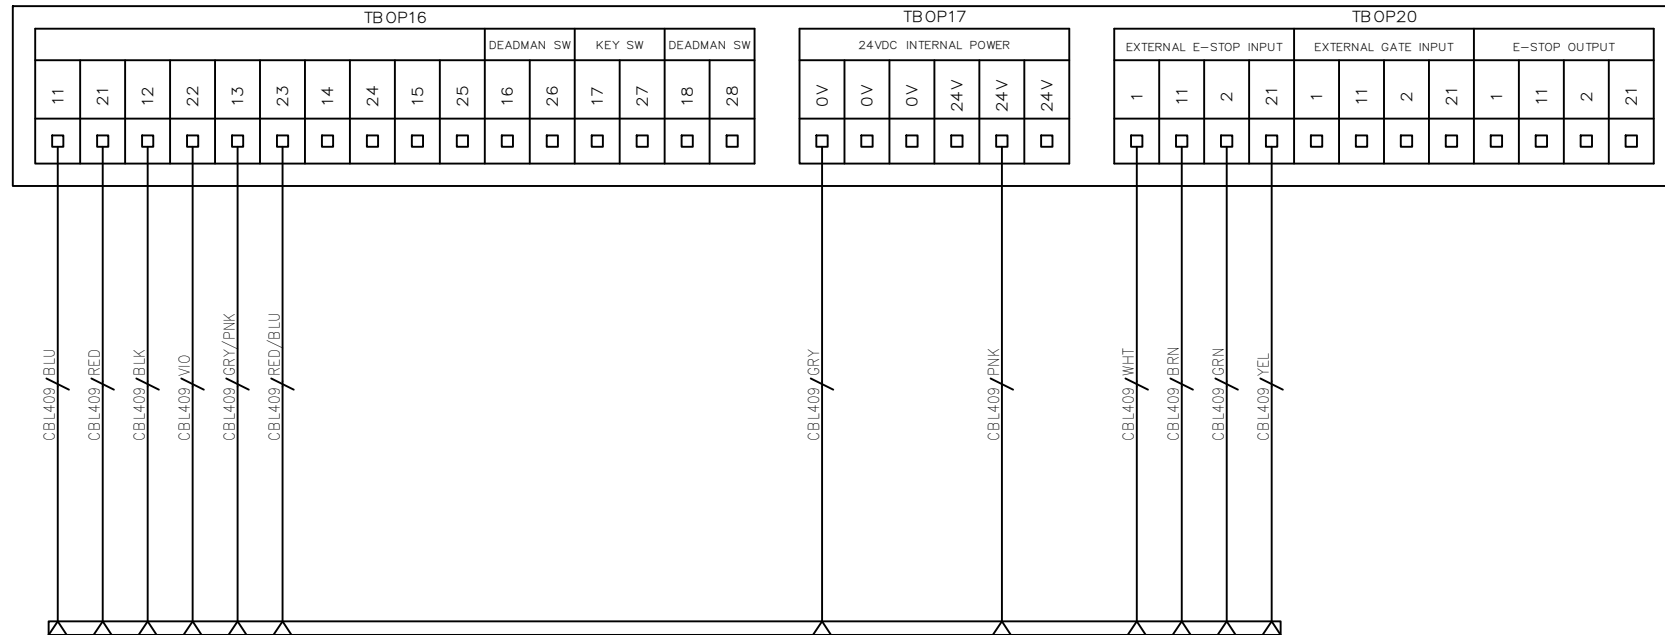 TBOP16 TBOP17 TBOP20
DEADMAN SW KEY SW DEADMAN SW 24VDC INTERNAL POWER EXTERNAL E-STOP INPUT EXTERNAL GATE INPUT E-STOP OUTPUT
11 21 12 22 13 23 14 24 15 25 16 26 17 27 18 28 0V 0V 0V 24V 24V 24V 1 11 2 21 1 11 2 21 1 11 2 21
CBL409/BLU
CBL409/RED
CBL409/BLK
CBL409/VIO
CBL409/GRY/PNK
CBL409/RED/BLU
CBL409/GRY
CBL409/PNK
CBL409/WHT
CBL409/BRN
CBL409/GRN
CBL409/YEL